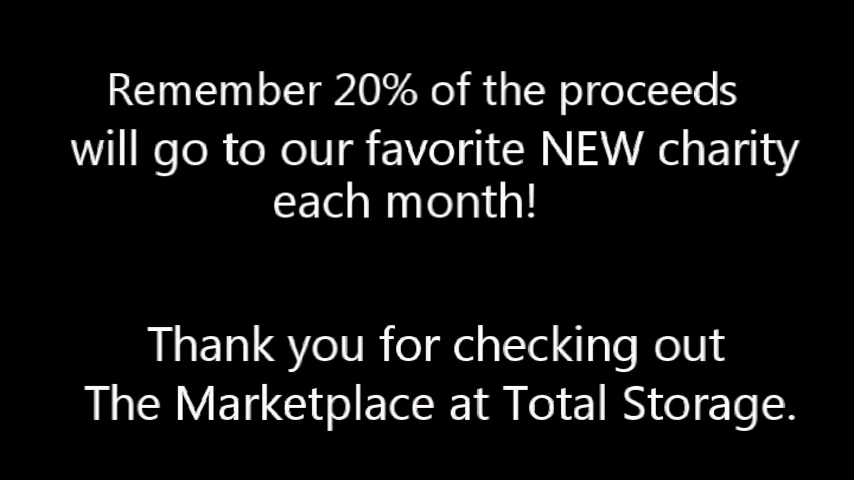 Remember 20% of the proceeds
will go to our favorite NEW charity
each month!
Thank you for checking out
The Marketplace at Total Storage.